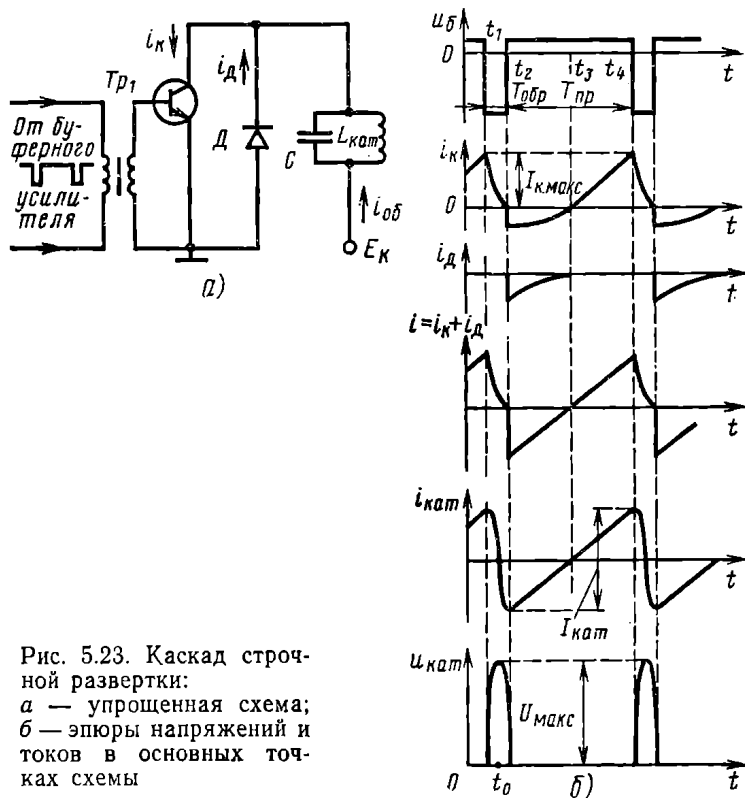 iк
iд
Тр1
От бу-
ферного
усили-
теля
Д
С
Lкат
iоб
Eк
а)
uб
0
t1
t
t2
t3
t4
Tобр
Tпр
iк
Iк.макс
0
t
iд
t
i=iк+iд
t
iкат
t
Iкат
uкат
Uмакс
0
t0
б)
t
Рис. 5.23. Каскад строч-
ной развертки:
а — упрощенная схема;
б — эпюры напряжений и
токов в основных точ-
ках схемы